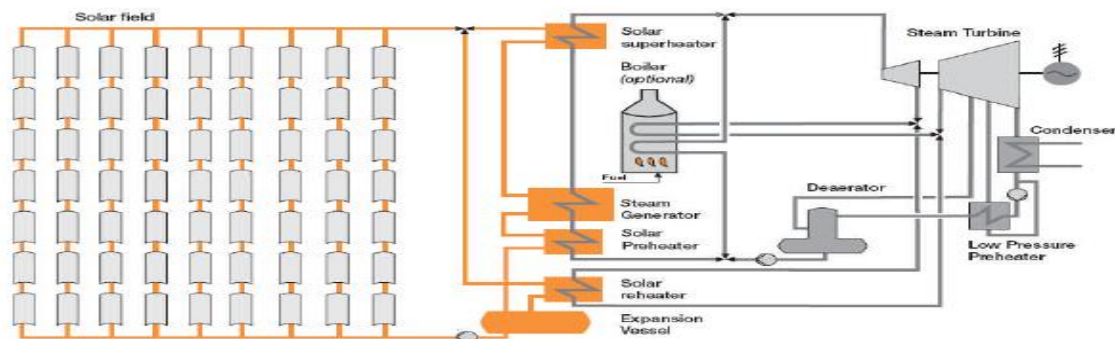 Solar field
Solar
superheater
Steam Turbine
Boiler
(optional)
Fuel
Condenser
Deaerator
Steam
Generator
Solar
Preheater
Low Pressure
Preheater
Solar
reheater
Expansion
Vessel